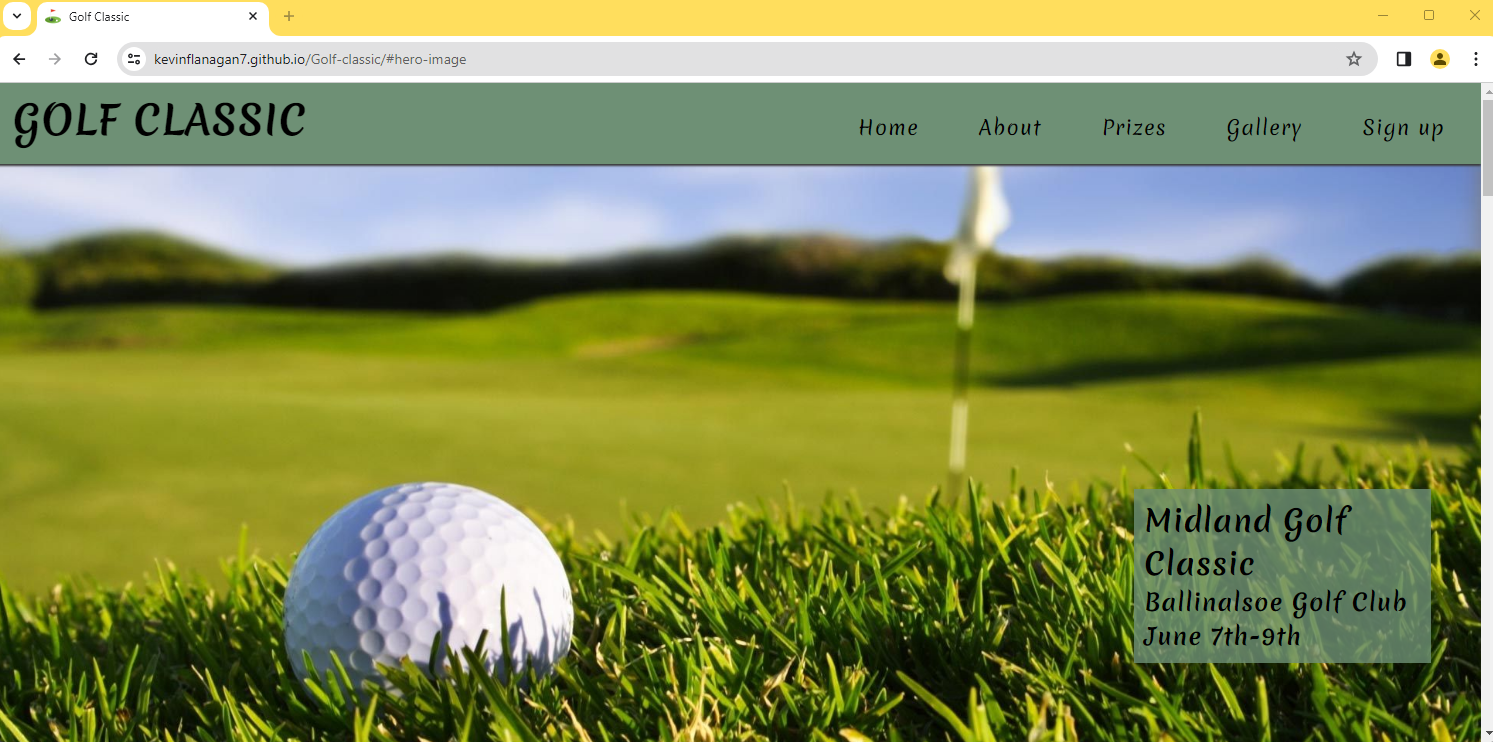 Golf Classic
kevinflanagan7.github.io/Golf-classic/#hero-image
GOLF CLASSIC
Home About Prizes Gallery Sign up
Midland Golf
Classic
Ballinalsoe Golf Club
June 7th-9th